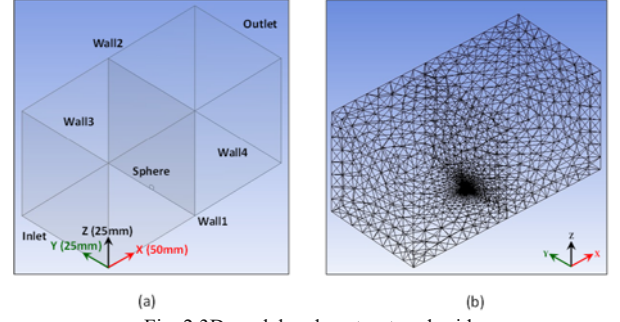 Outlet
Wall2
Wall3
Wall4
Sphere
Z (25mm)
Wall1
Inlet
Y (25mm)
X (50mm)
Z
Y
X
(a)
(b)